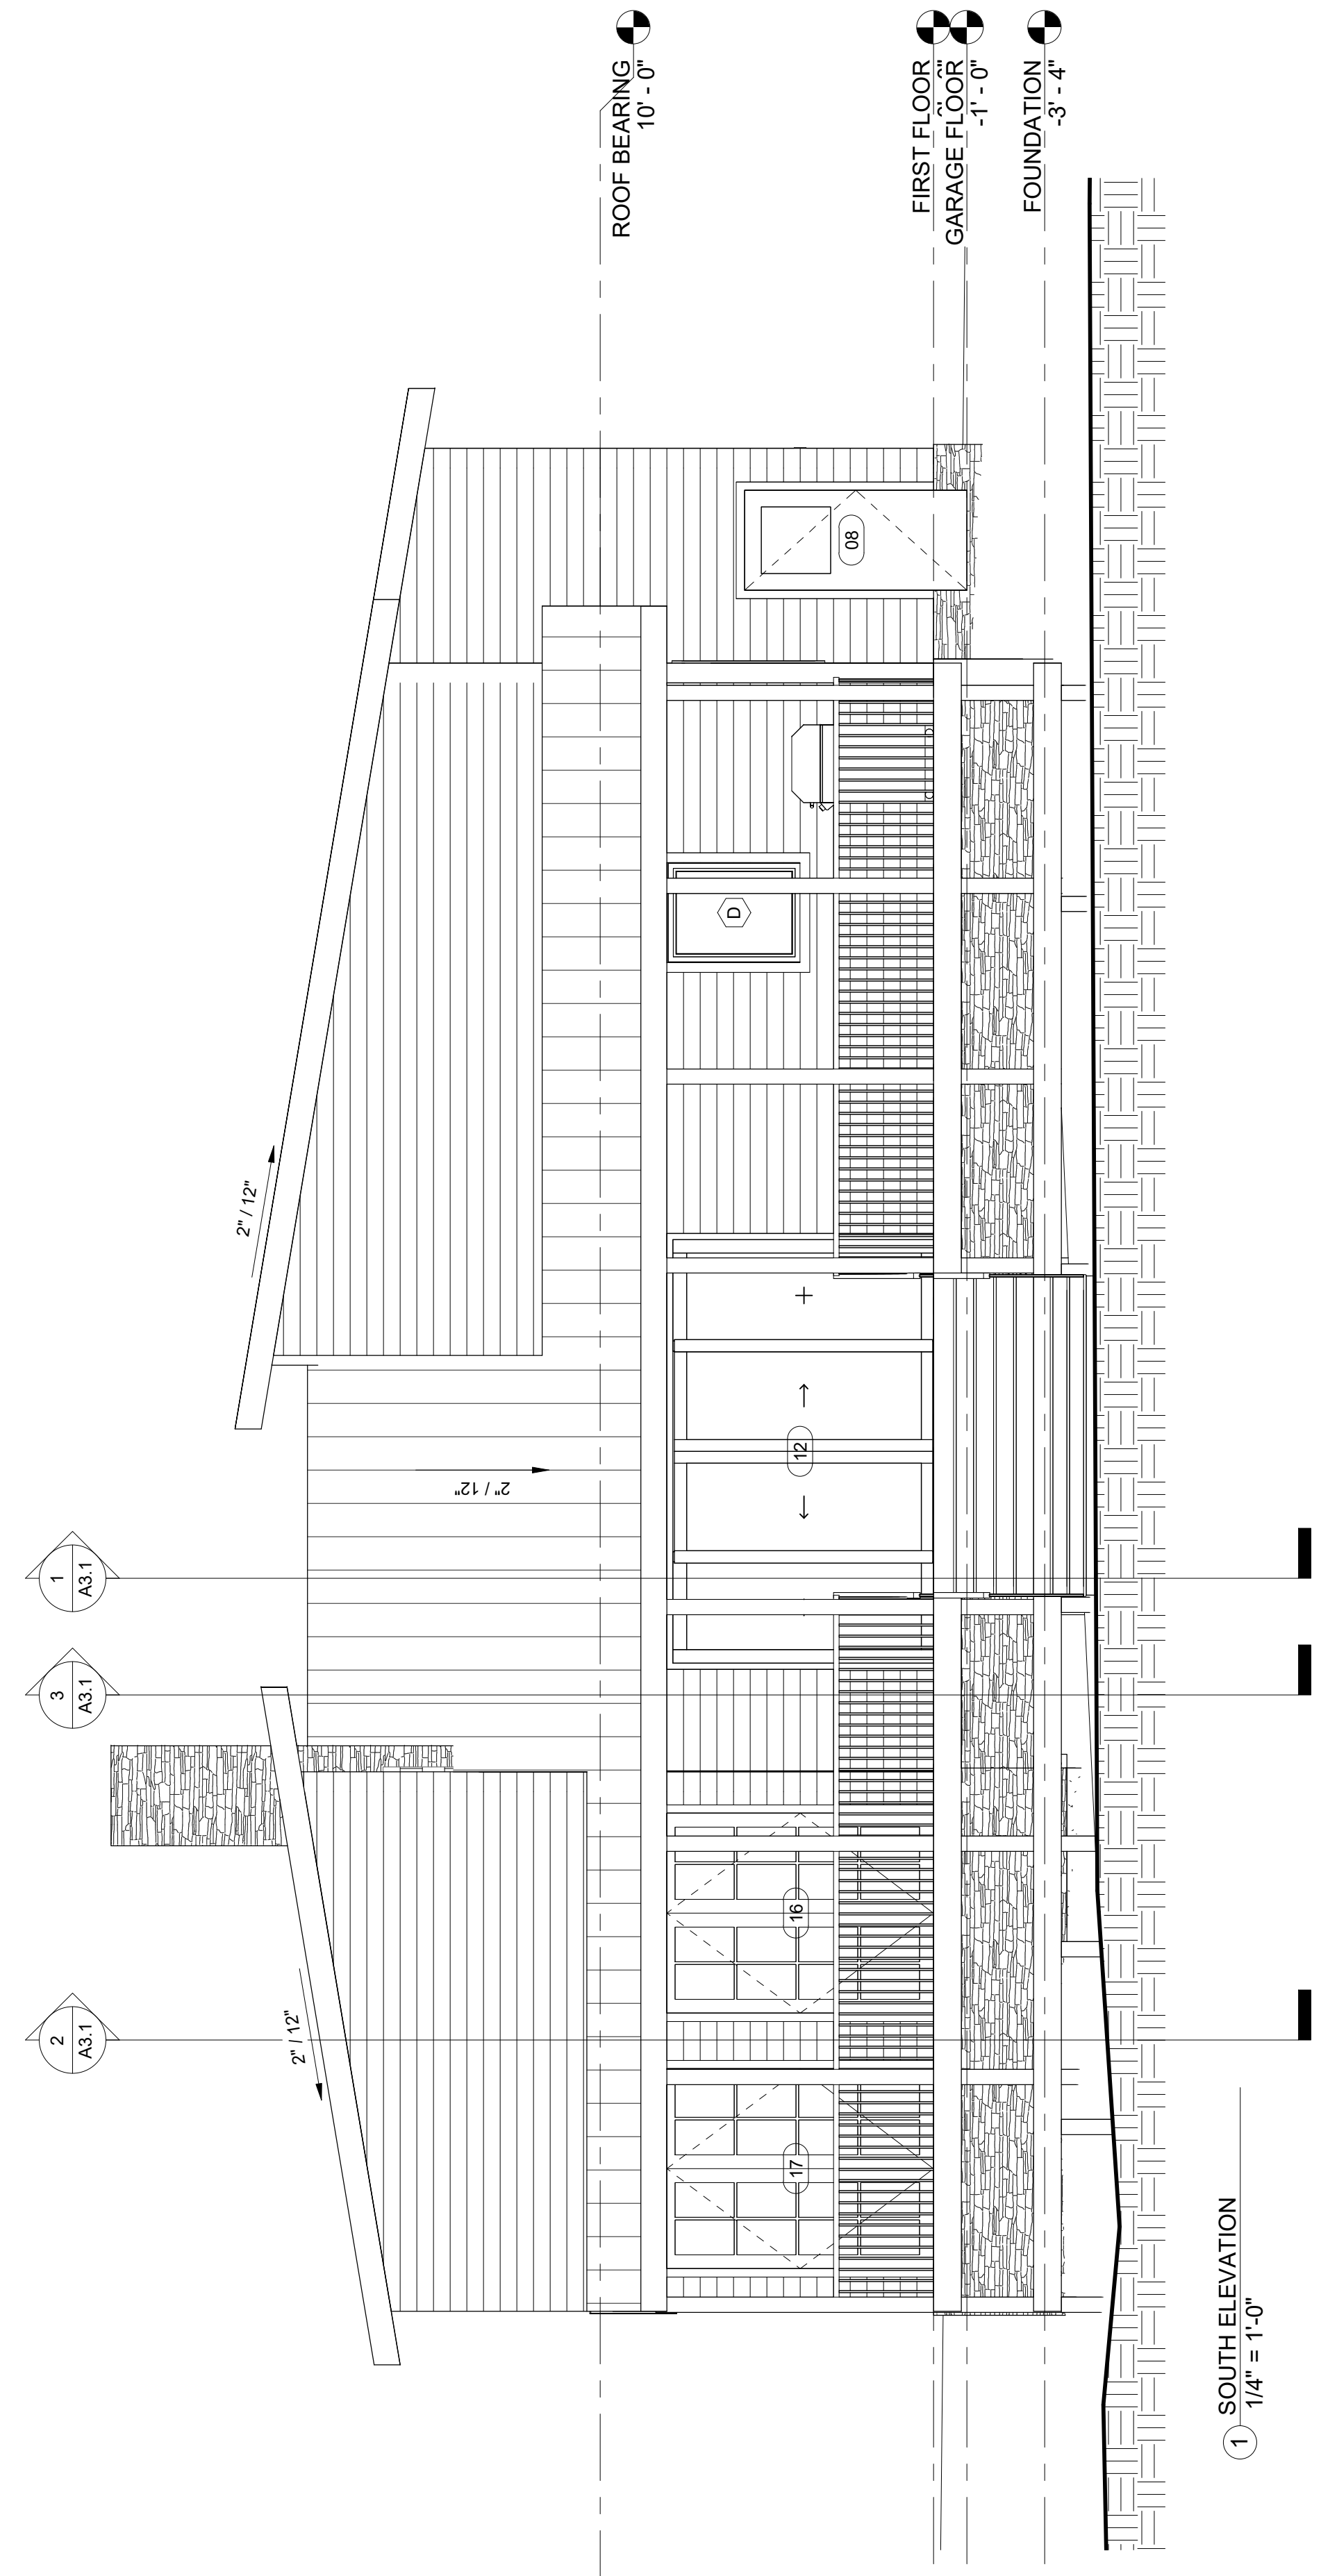 2
A3.1
3
A3.1
1
A3.1
2" / 12"
2" / 12"
2" / 12"
ROOF BEARING
10' - 0"
17
16
12
D
08
FIRST FLOOR
GARAGE FLOOR
-1' - 0"
FOUNDATION
-3' - 4"
1
SOUTH ELEVATION
1/4" = 1'-0"